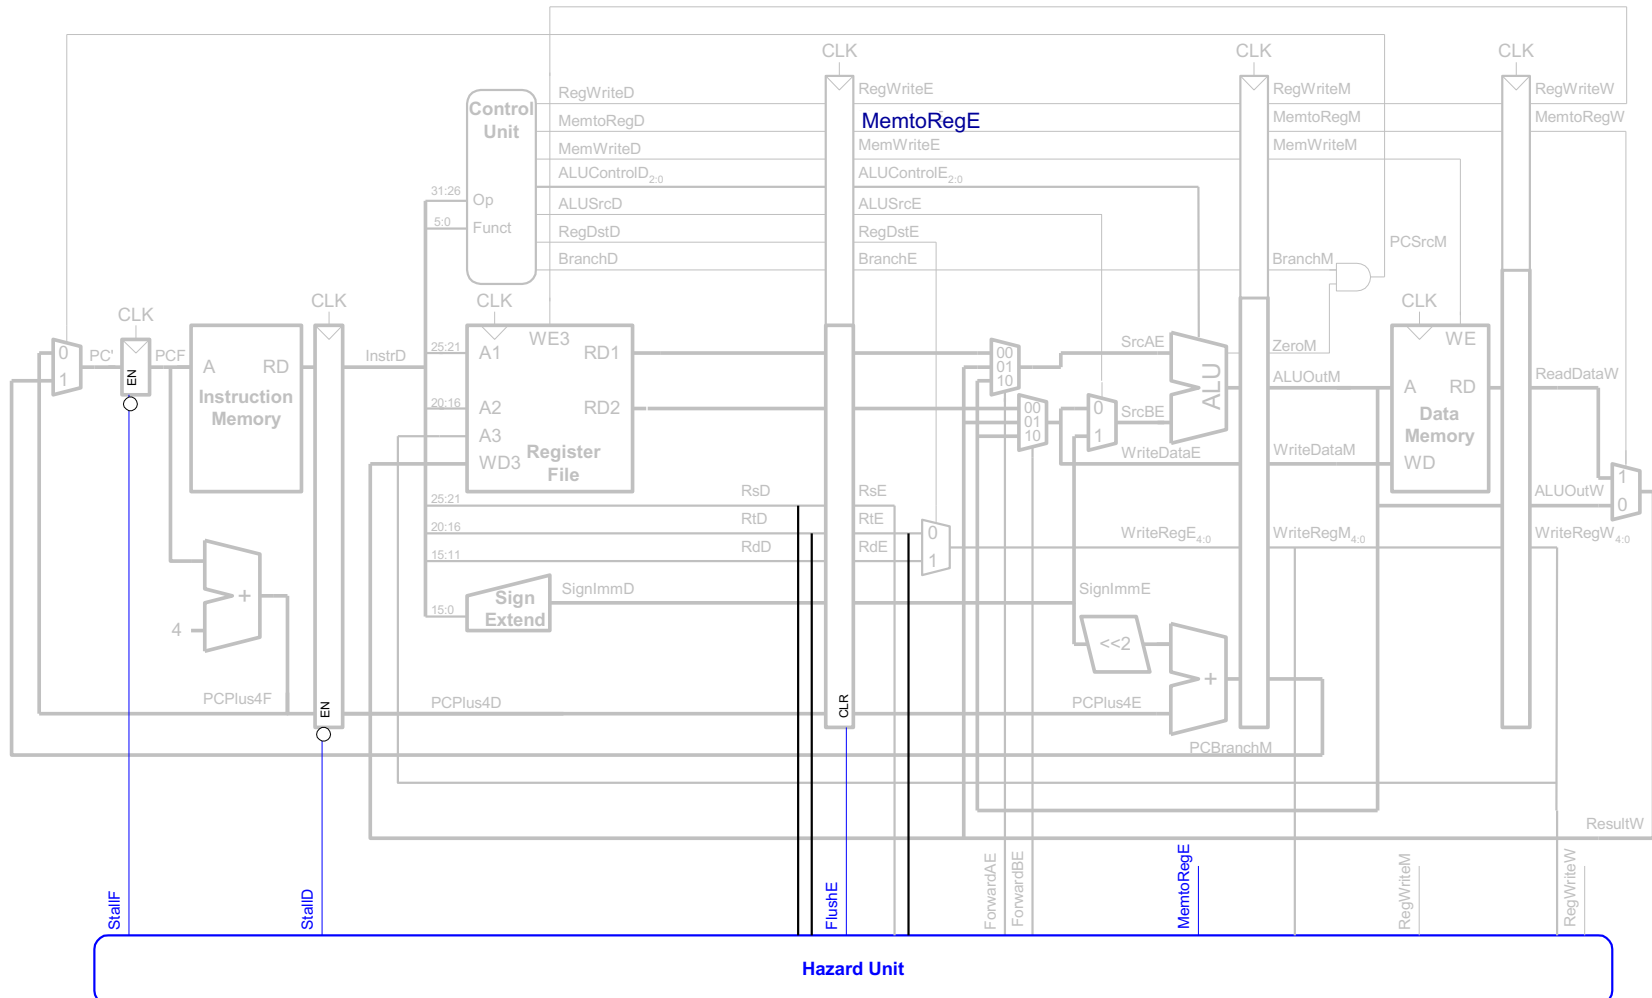 CLK CLK CLK
RegWriteD RegWriteE RegWriteM RegWriteW
Control
Unit
MemtoRegD MemtoRegE MemtoRegM MemtoRegW
MemWriteD MemWriteE MemWriteM
ALUControlD2:0 ALUControlE2:0
31:26 Op
ALUSrcD ALUSrcE
5:0 Funct
RegDstD RegDstE PCSrcM
BranchD BranchE BranchM
CLK CLK CLK CLK
0 PC' PCF A RD InstrD 25:21 A1 WE3 RD1 00 SrcAE ZeroM WE
1 EN 01 10 ALU ALUOutM A RD ReadDataW
Instruction
Memory
20:16 A2 RD2 00 0 SrcBE Data
A3 01 Memory
WD3 Register 10 1 WriteDataE WriteDataM WD
File 1
25:21 RsD RsE ALUOutW 0
20:16 RtD RtE 0 WriteRegE4:0 WriteRegM4:0 WriteRegW4:0
15:11 RdD RdE 1
Sign SignImmD SignImmE
+ 15:0 Extend
4 <<2
+
PCPlus4F EN PCPlus4D CLR PCPlus4E
PCBranchM
ResultW
StallF StallD FlushE ForwardAE ForwardBE MemtoRegE RegWriteM RegWriteW
Hazard Unit